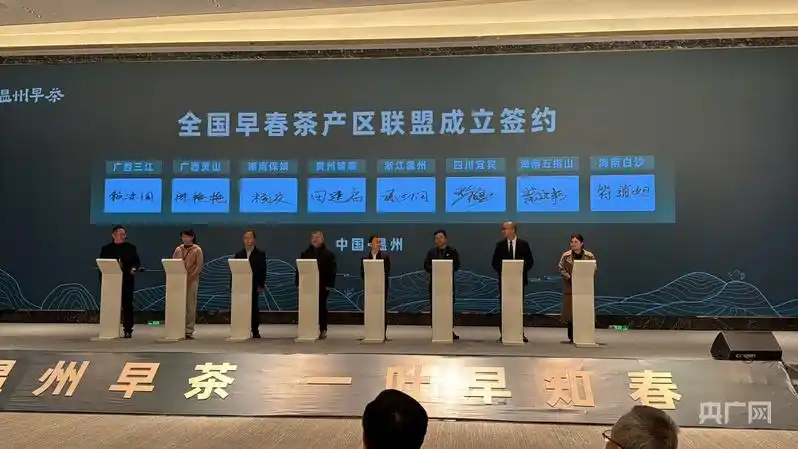 温州早茶
全国早春茶产区联盟成立签约
广西三江 广西灵山 湖南保靖 贵州晴隆 浙江温州 四川宜宾 海南五指山 海南白沙
中国·温州
温州早茶 一叶早知春
央广网